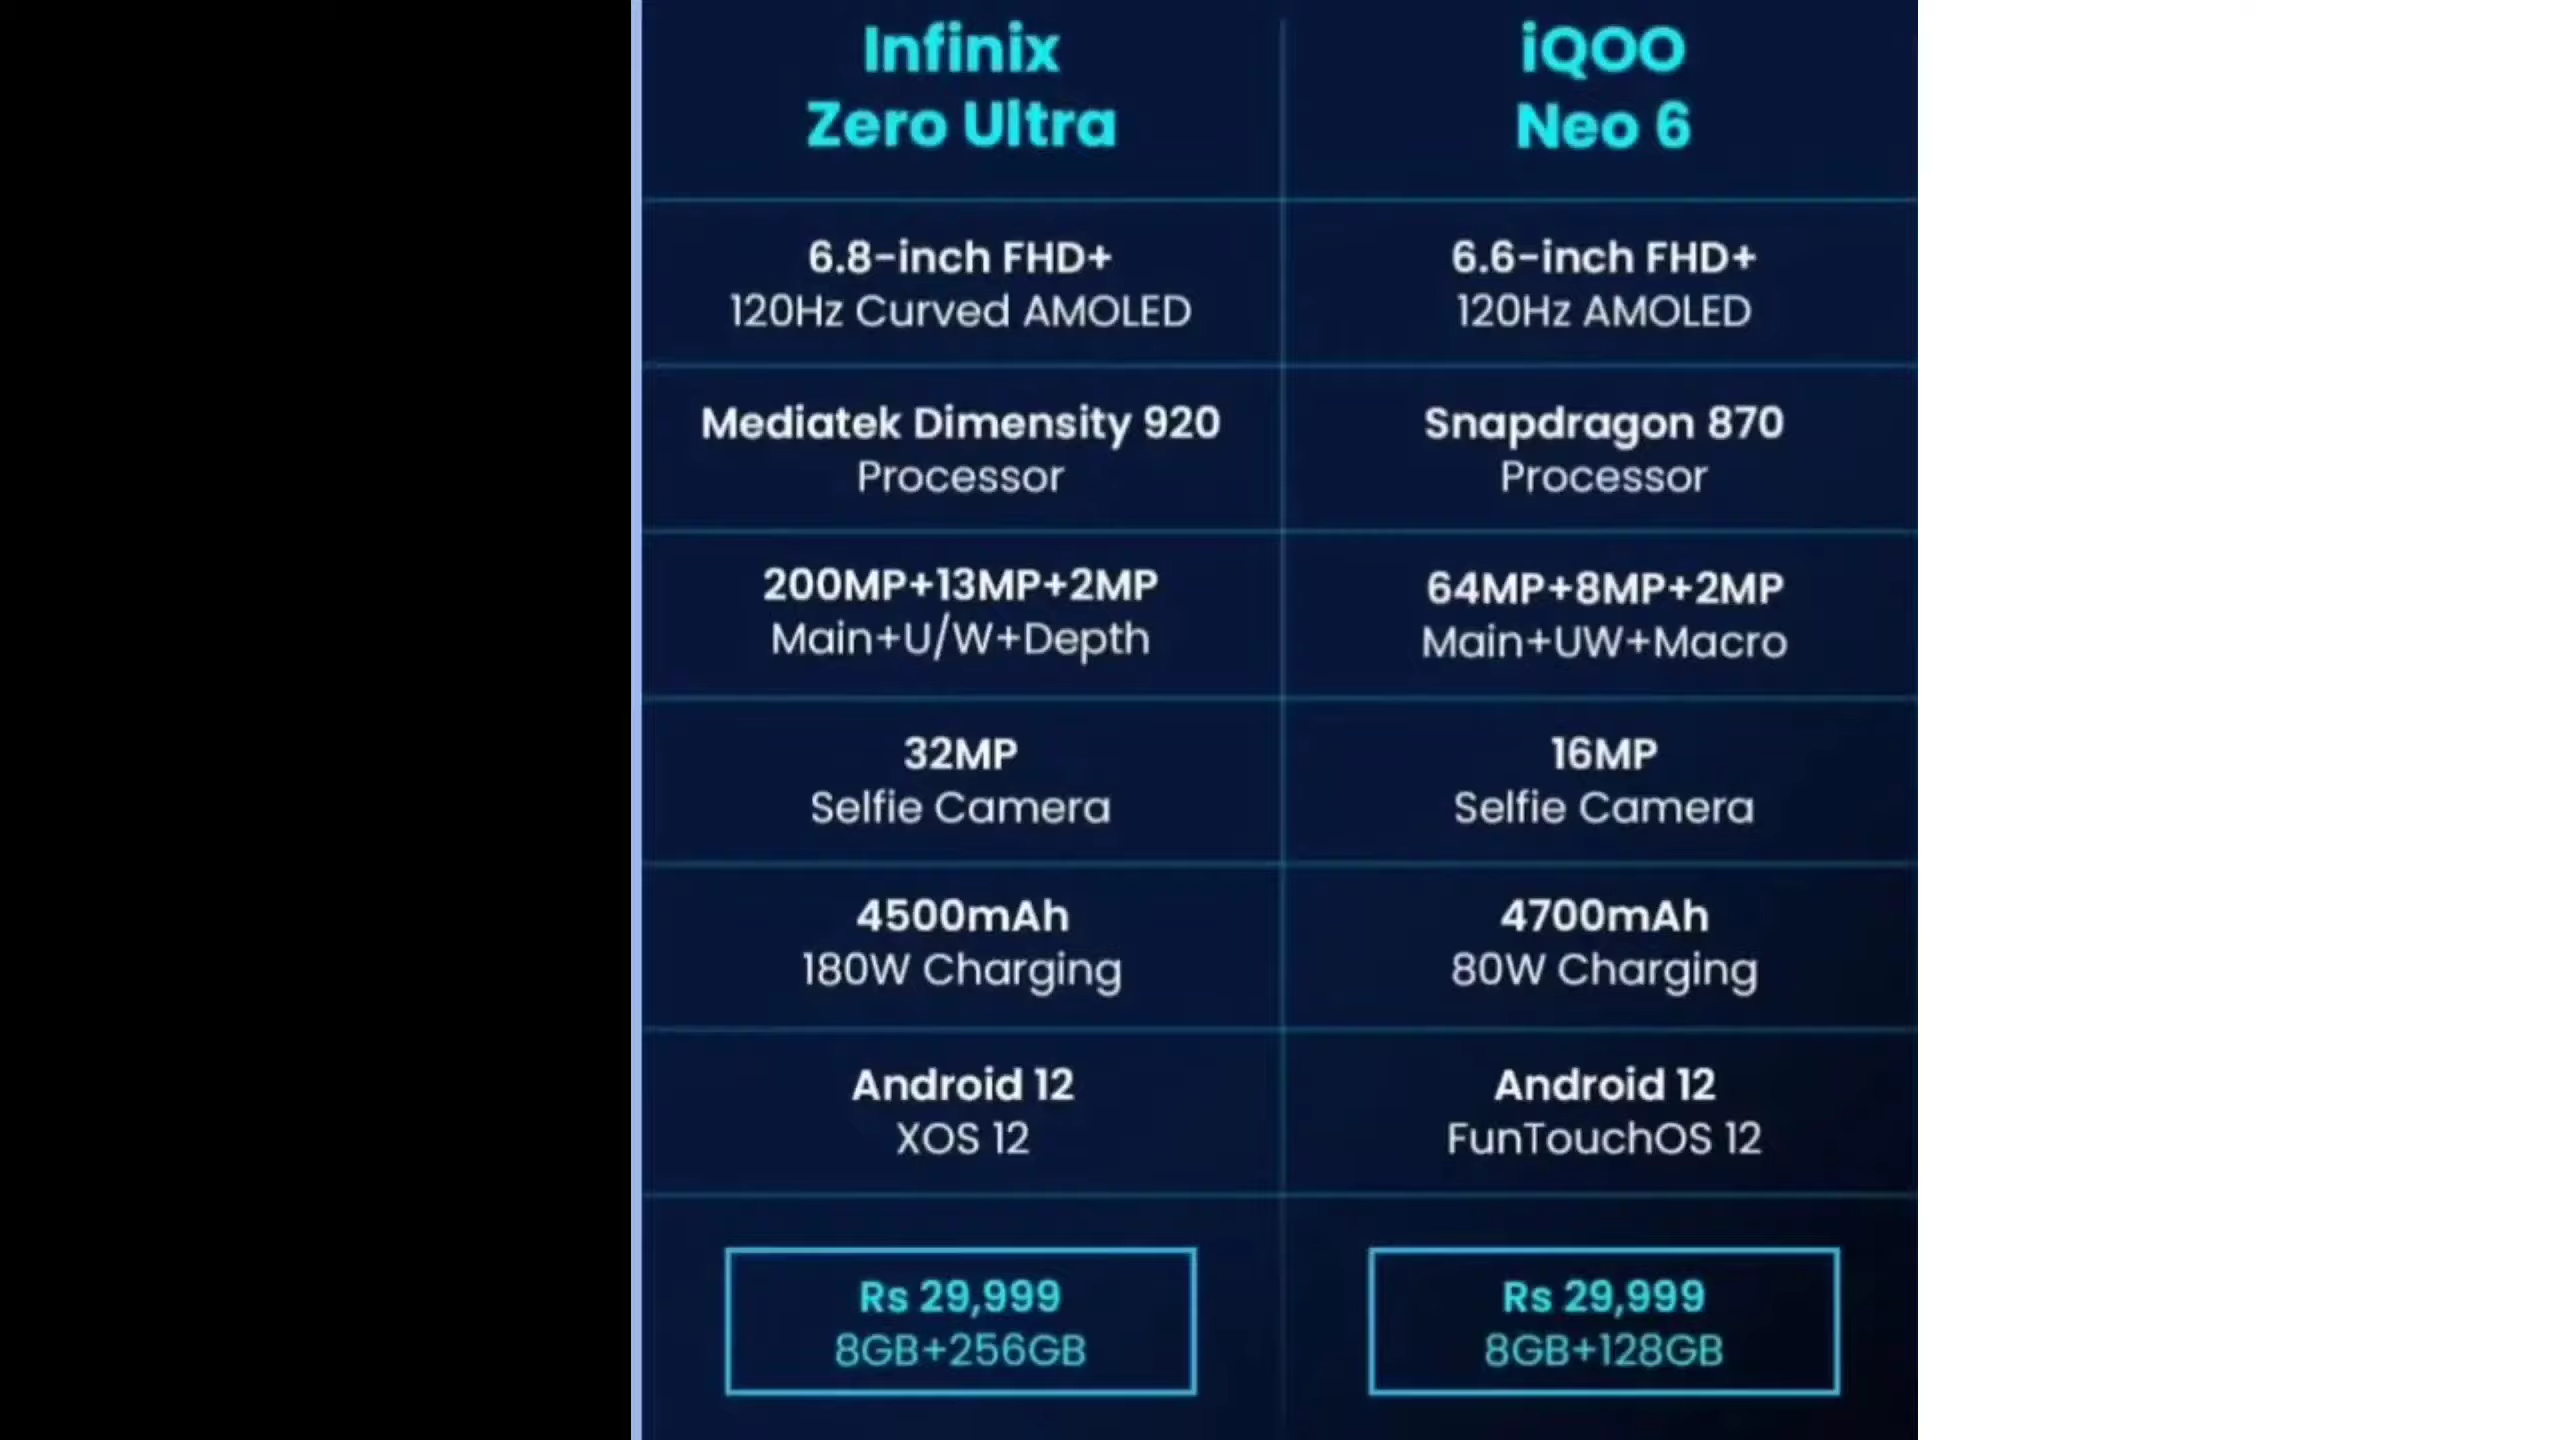 Infinix
Zero Ultra
iQOO
Neo 6
6.8-inch FHD+
120Hz Curved AMOLED
6.6-inch FHD+
120Hz AMOLED
Mediatek Dimensity 920
Processor
Snapdragon 870
Processor
200MP+13MP+2MP
Main+U/W+Depth
64MP+8MP+2MP
Main+UW+Macro
32MP
Selfie Camera
16MP
Selfie Camera
4500mAh
180W Charging
4700mAh
80W Charging
Android 12
XOS 12
Android 12
FunTouchOS 12
Rs 29,999
8GB+256GB
Rs 29,999
8GB+128GB